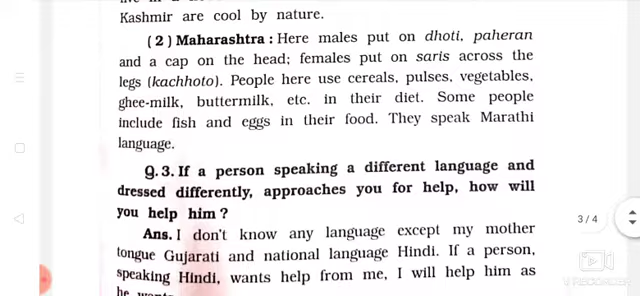 Kashmir are cool by nature.
(2) Maharashtra : Here males put on dhoti, paheran
and a cap on the head; females put on saris across the
legs (kachhoto). People here use cereals, pulses, vegetables,
ghee-milk, buttermilk, etc. in their diet. Some people
include fish and eggs in their food. They speak Marathi
language.
Q.3. If a person speaking a different language and
dressed differently, approaches you for help, how will
you help him ?
Ans. I don't know any language except my mother
tongue Gujarati and national language Hindi. If a person,
speaking Hindi, wants help from me, I will help him as
he wants
3 / 4